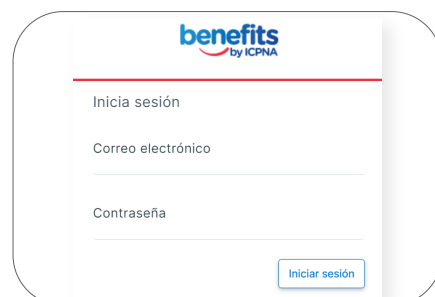 benefits
by ICPNA
Inicia sesión
Correo electrónico
Contraseña
Iniciar sesión